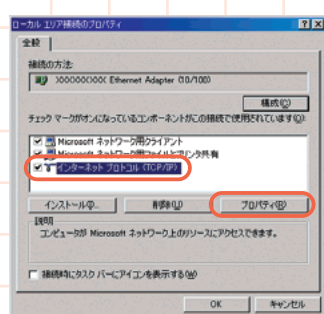 ローカル エリア接続のプロパティ
全般
接続の方法:
XXXXXXXXX Ethernet Adapter (10/100)
構成(C)
チェック マークがオンになっているコンポーネントがこの接続で使用されています(O):
Microsoft ネットワーク用クライアント
Microsoft ネットワーク用ファイルとプリンタ共有
インターネット プロトコル (TCP/IP)
インストール(I)...
削除(U)
プロパティ(R)
説明
コンピュータが Microsoft ネットワーク上のリソースにアクセスできます。
接続時にタスク バーにアイコンを表示する(W)
OK
キャンセル